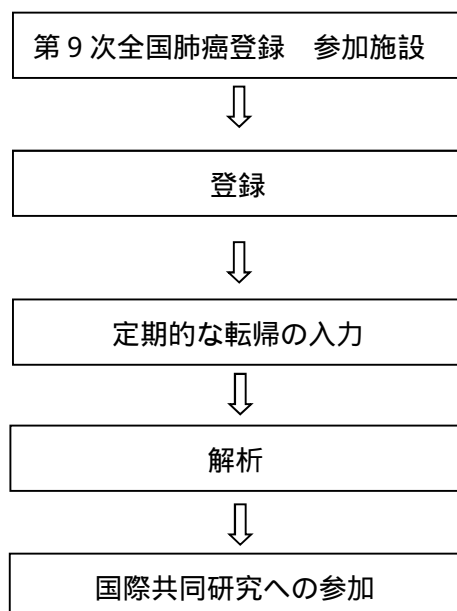 第９次全国肺癌登録　参加施設
登録
定期的な転帰の入力
解析
国際共同研究への参加